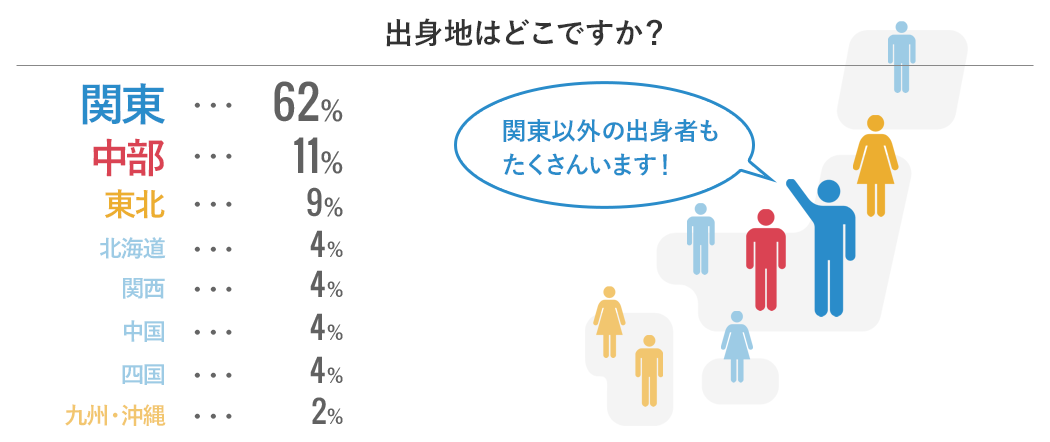 出身地はどこですか？
関東 ・・・ 62%
中部 ・・・ 11%
東北 ・・・ 9%
北海道 ・・・ 4%
関西 ・・・ 4%
中国 ・・・ 4%
四国 ・・・ 4%
九州・沖縄 ・・・ 2%
関東以外の出身者も
たくさんいます！